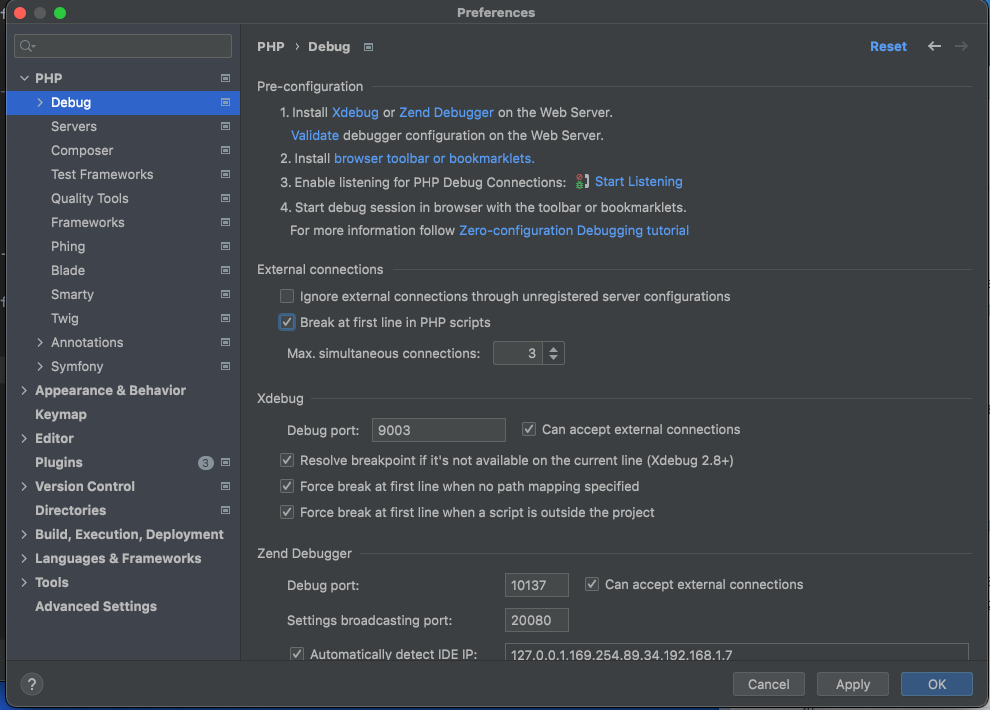 Preferences
PHP › Debug
Reset
PHP
Debug
Servers
Composer
Test Frameworks
Quality Tools
Frameworks
Phing
Blade
Smarty
Twig
Annotations
Symfony
Appearance & Behavior
Keymap
Editor
Plugins 3
Version Control
Directories
Build, Execution, Deployment
Languages & Frameworks
Tools
Advanced Settings
Pre-configuration
1. Install Xdebug or Zend Debugger on the Web Server.
Validate debugger configuration on the Web Server.
2. Install browser toolbar or bookmarklets.
3. Enable listening for PHP Debug Connections: Start Listening
4. Start debug session in browser with the toolbar or bookmarklets.
For more information follow Zero-configuration Debugging tutorial
External connections
Ignore external connections through unregistered server configurations
Break at first line in PHP scripts
Max. simultaneous connections: 3
Xdebug
Debug port: 9003 Can accept external connections
Resolve breakpoint if it's not available on the current line (Xdebug 2.8+)
Force break at first line when no path mapping specified
Force break at first line when a script is outside the project
Zend Debugger
Debug port: 10137 Can accept external connections
Settings broadcasting port: 20080
Automatically detect IDE IP: 127.0.0.1,169.254.89.34,192.168.1.7
?
Cancel
Apply
OK